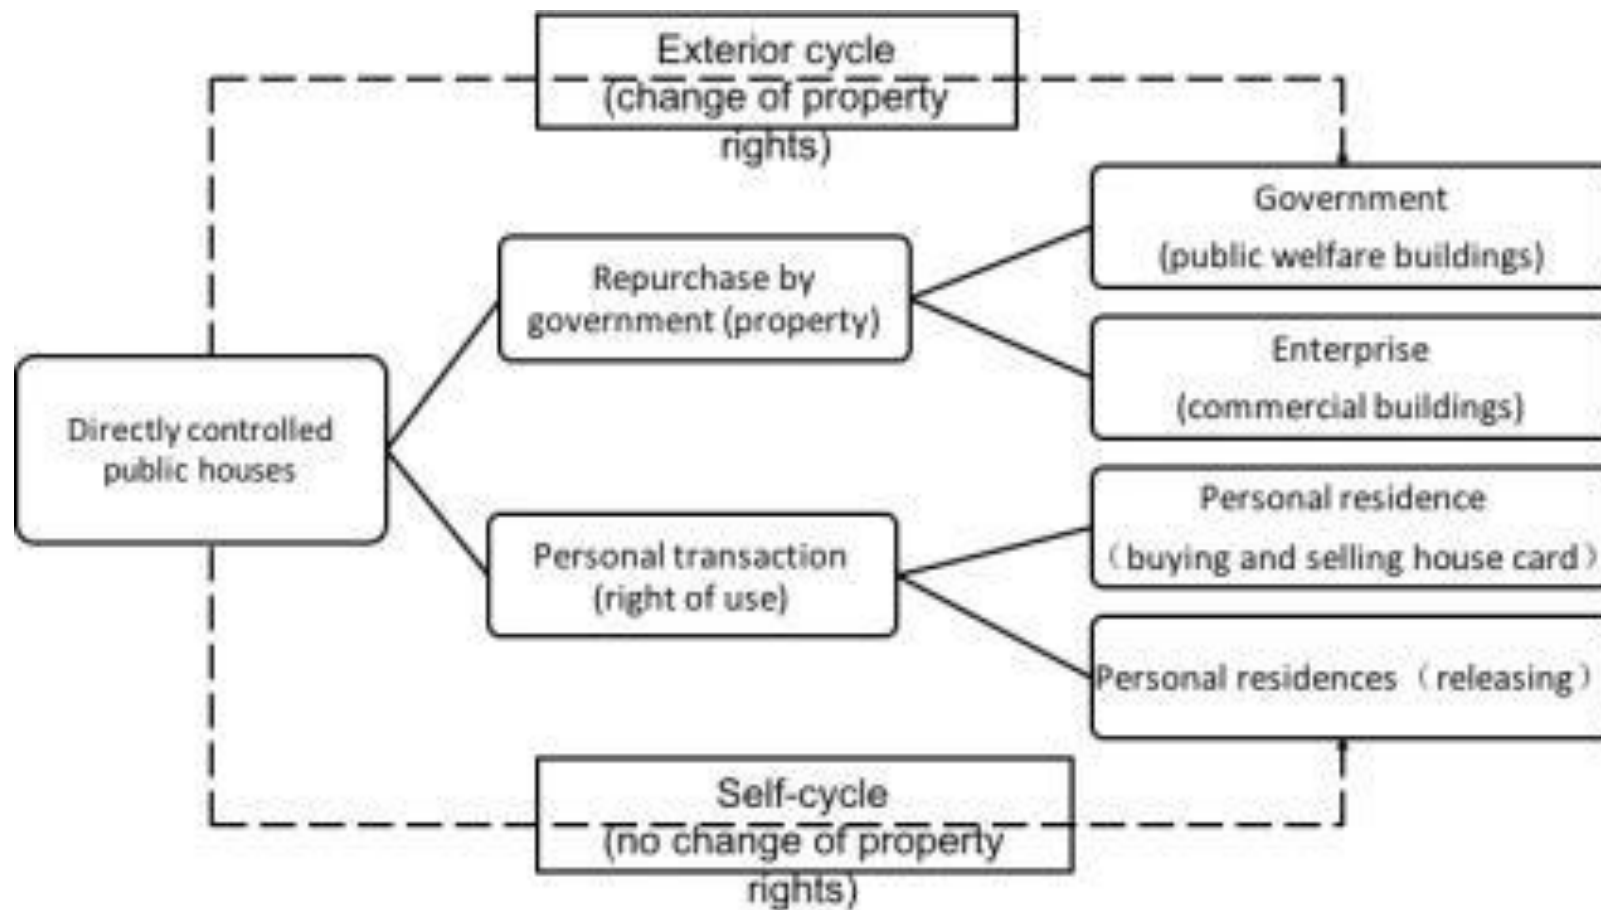 Exterior cycle
(change of property
rights)
Government
(public welfare buildings)
Repurchase by
government (property)
Enterprise
(commercial buildings)
Directly controlled
public houses
Personal residence
（buying and selling house card）
Personal transaction
(right of use)
Personal residences（releasing）
Self-cycle
(no change of property
rights)